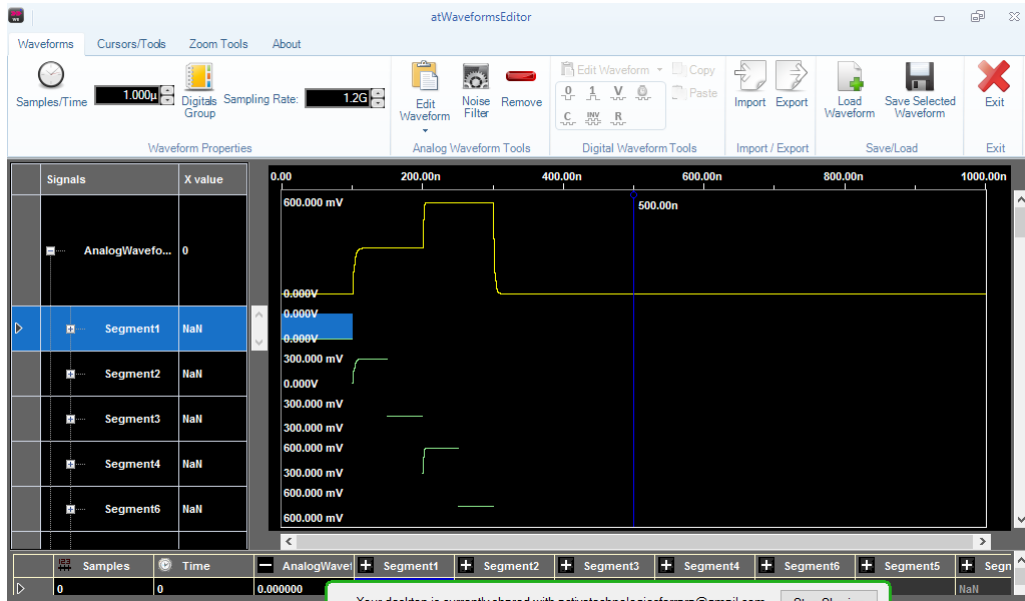 atWaveformsEditor
Waveforms Cursors/Tools Zoom Tools About
Samples/Time 1.000µ Digitals Group Sampling Rate: 1.2G
Edit Waveform Noise Filter Remove
Edit Waveform Copy
0 1 V Paste
C INV R
Import Export Load Waveform Save Selected Waveform Exit
Waveform Properties Analog Waveform Tools Digital Waveform Tools Import / Export Save/Load Exit
Signals X value 0.00 200.00n 400.00n 600.00n 800.00n 1000.00n
600.000 mV
500.00n
AnalogWavefo... 0
0.000V
0.000V
Segment1 NaN
0.000V
300.000 mV
Segment2 NaN
0.000V
300.000 mV
Segment3 NaN
300.000 mV
600.000 mV
Segment4 NaN
300.000 mV
600.000 mV
Segment6 NaN
600.000 mV
123 Samples Time AnalogWavef Segment1 Segment2 Segment3 Segment4 Segment6 Segment5 Segn
0 0 0.000000 NaN